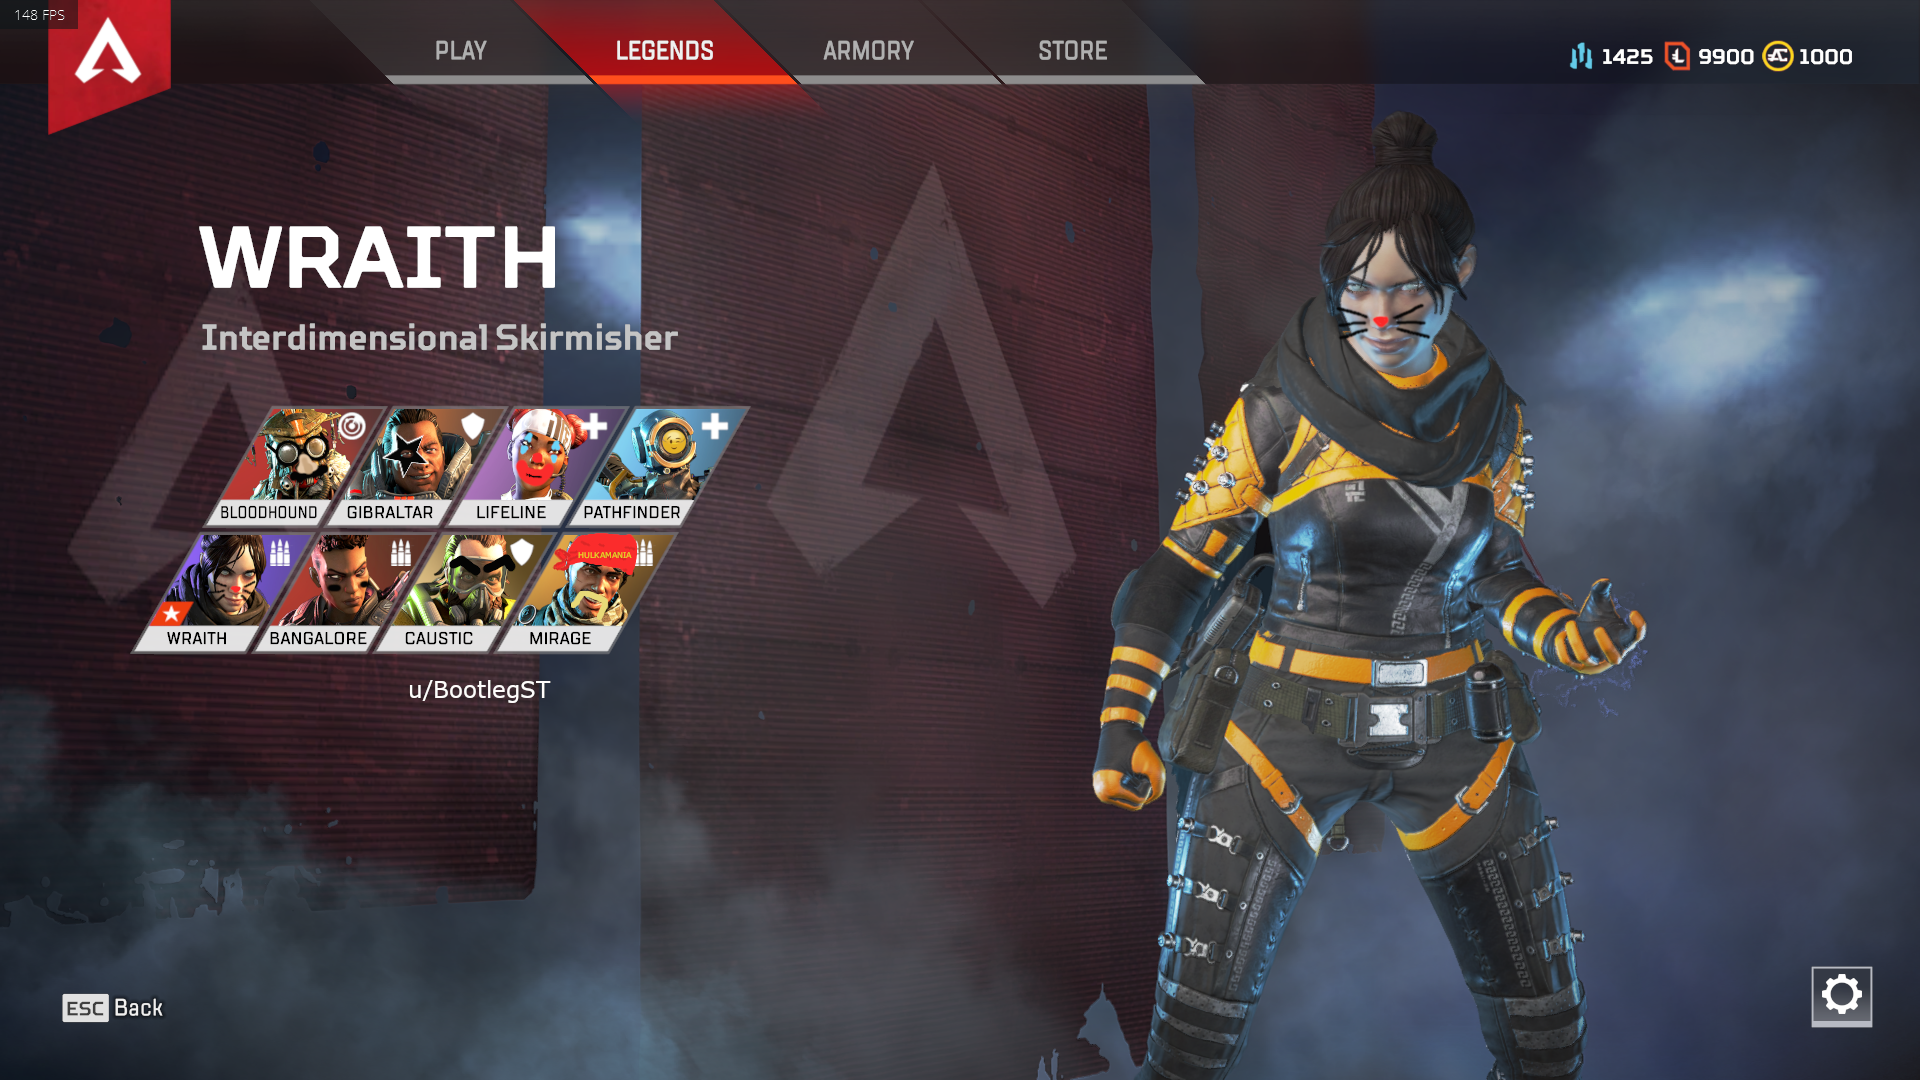 148 FPS
PLAY
LEGENDS
ARMORY
STORE
1425
9900
1000
WRAITH
Interdimensional Skirmisher
BLOODHOUND
GIBRALTAR
LIFELINE
PATHFINDER
HULKAMANIA
WRAITH
BANGALORE
CAUSTIC
MIRAGE
u/BootlegST
ESC Back